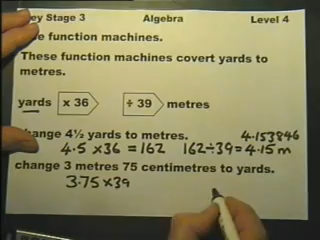 Key Stage 3 Algebra Level 4
function machines.
These function machines covert yards to
metres.
yards x 36 ÷ 39 metres
change 4½ yards to metres. 4.153846
4.5 x 36 = 162 162÷39 = 4.15 m
change 3 metres 75 centimetres to yards.
3.75 x 39